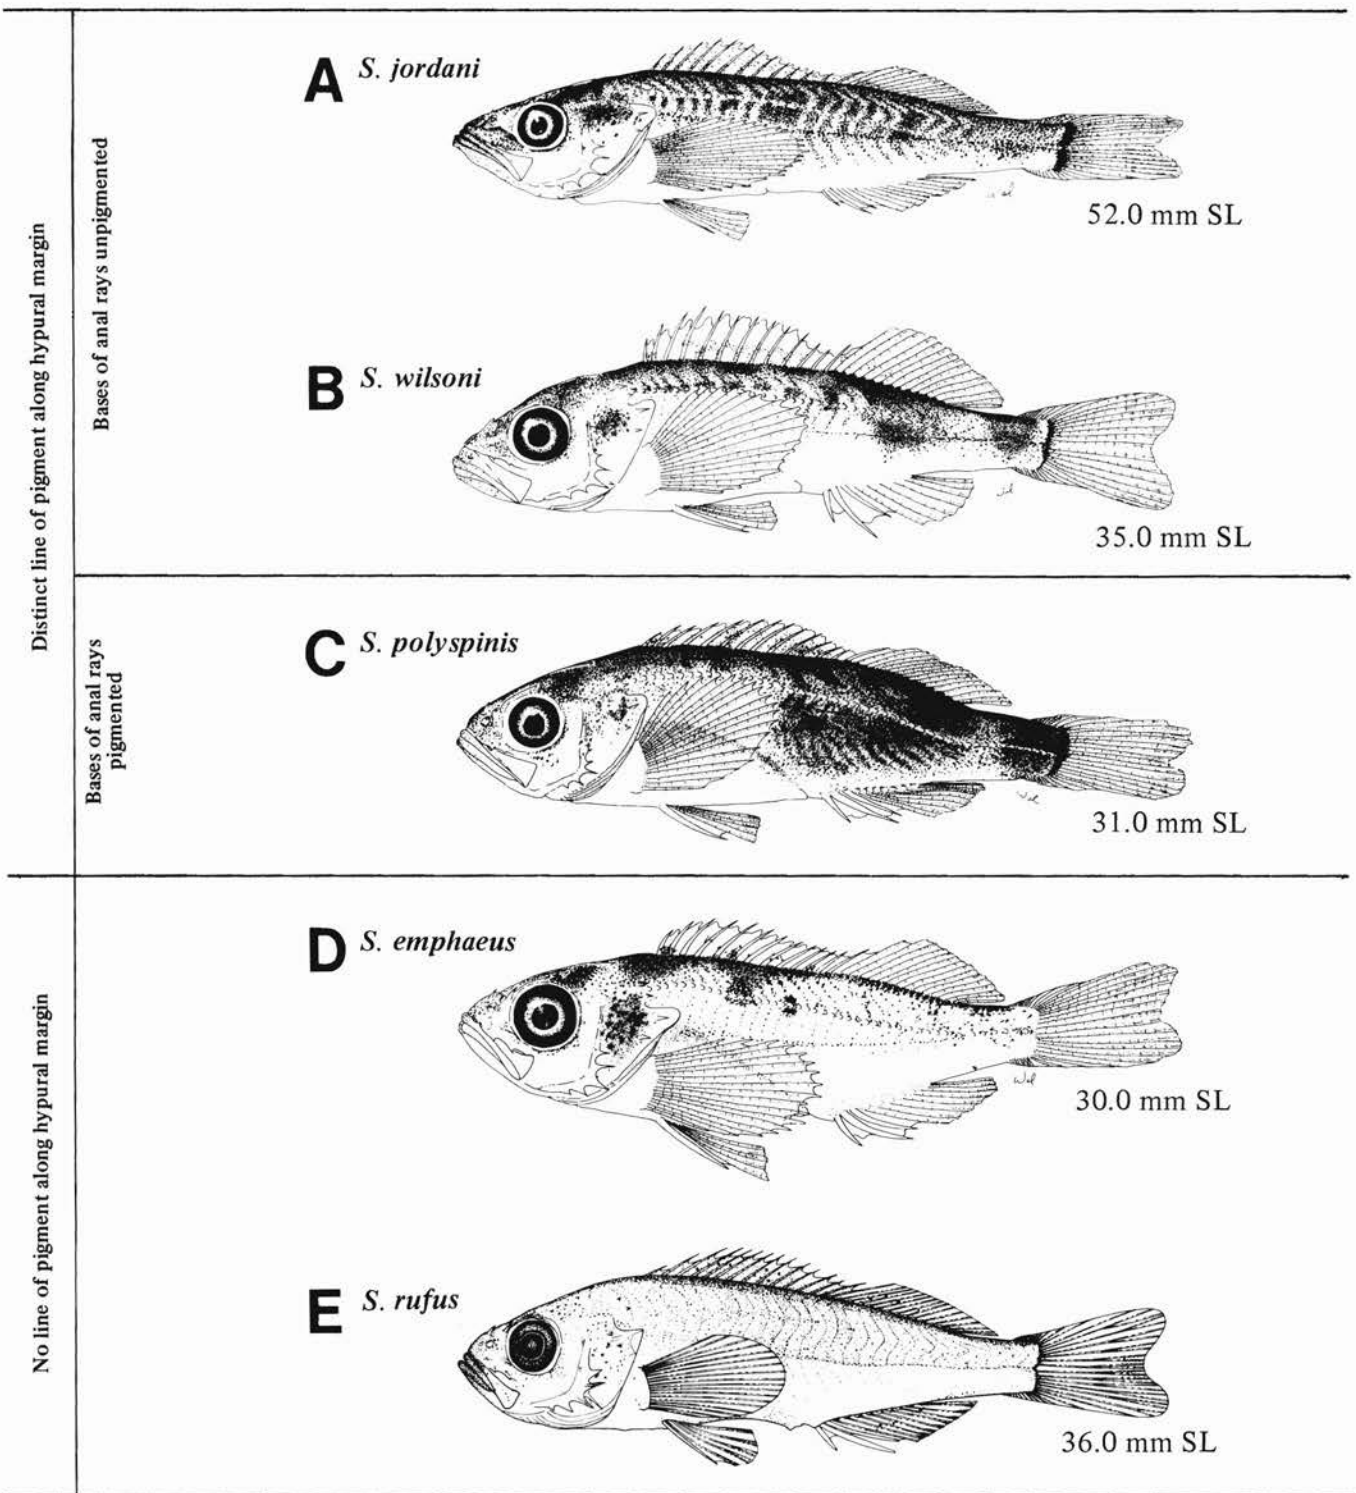 Distinct line of pigment along hypural margin
Bases of anal rays unpigmented
A S. jordani
52.0 mm SL
B S. wilsoni
35.0 mm SL
Bases of anal rays
pigmented
C S. polyspinis
31.0 mm SL
No line of pigment along hypural margin
D S. emphaeus
30.0 mm SL
E S. rufus
36.0 mm SL